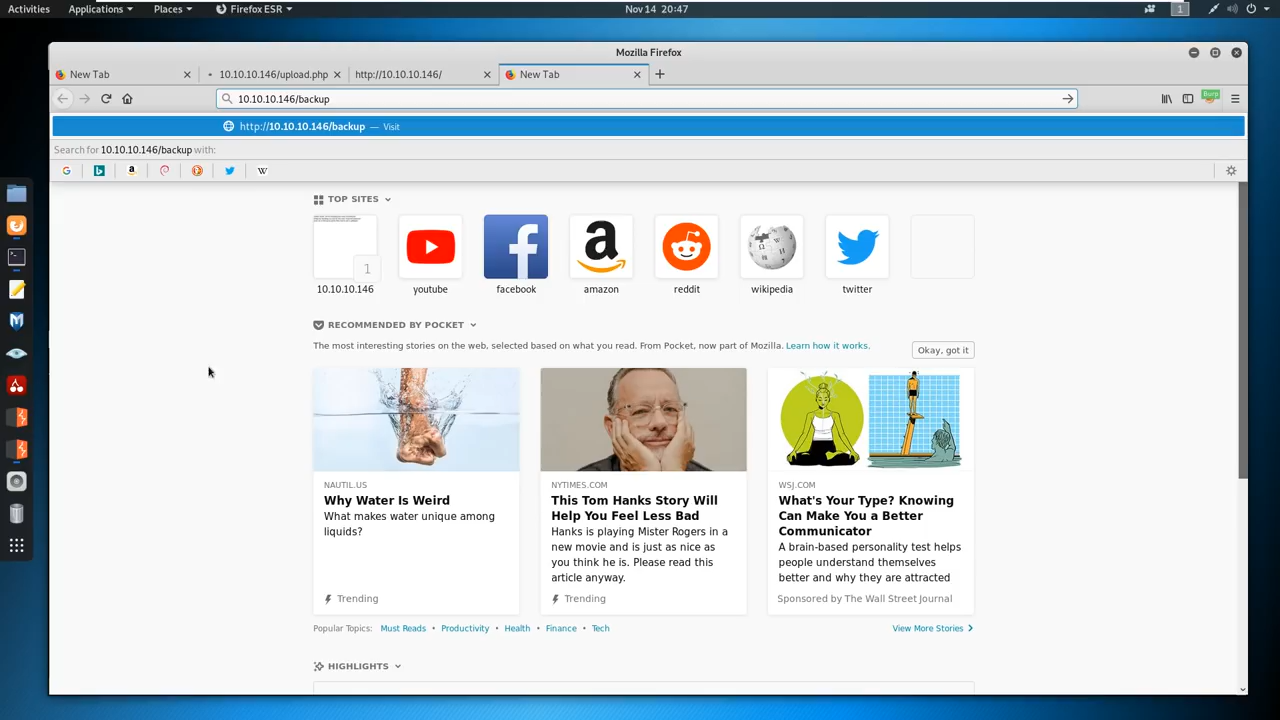 Activities Applications Places Firefox ESR Nov 14 20:47 1
Mozilla Firefox
New Tab 10.10.10.146/upload.php http://10.10.10.146/ New Tab
10.10.10.146/backup Burp
http://10.10.10.146/backup — Visit
Search for 10.10.10.146/backup with:
TOP SITES
1
10.10.10.146 youtube facebook amazon reddit wikipedia twitter
RECOMMENDED BY POCKET
The most interesting stories on the web, selected based on what you read. From Pocket, now part of Mozilla. Learn how it works. Okay, got it
NAUTIL.US
Why Water Is Weird
What makes water unique among
liquids?
Trending
NYTIMES.COM
This Tom Hanks Story Will
Help You Feel Less Bad
Hanks is playing Mister Rogers in a
new movie and is just as nice as
you think he is. Please read this
article anyway.
Trending
WSJ.COM
What's Your Type? Knowing
Can Make You a Better
Communicator
A brain-based personality test helps
people understand themselves
better and why they are attracted
Sponsored by The Wall Street Journal
Popular Topics: Must Reads • Productivity • Health • Finance • Tech View More Stories
HIGHLIGHTS